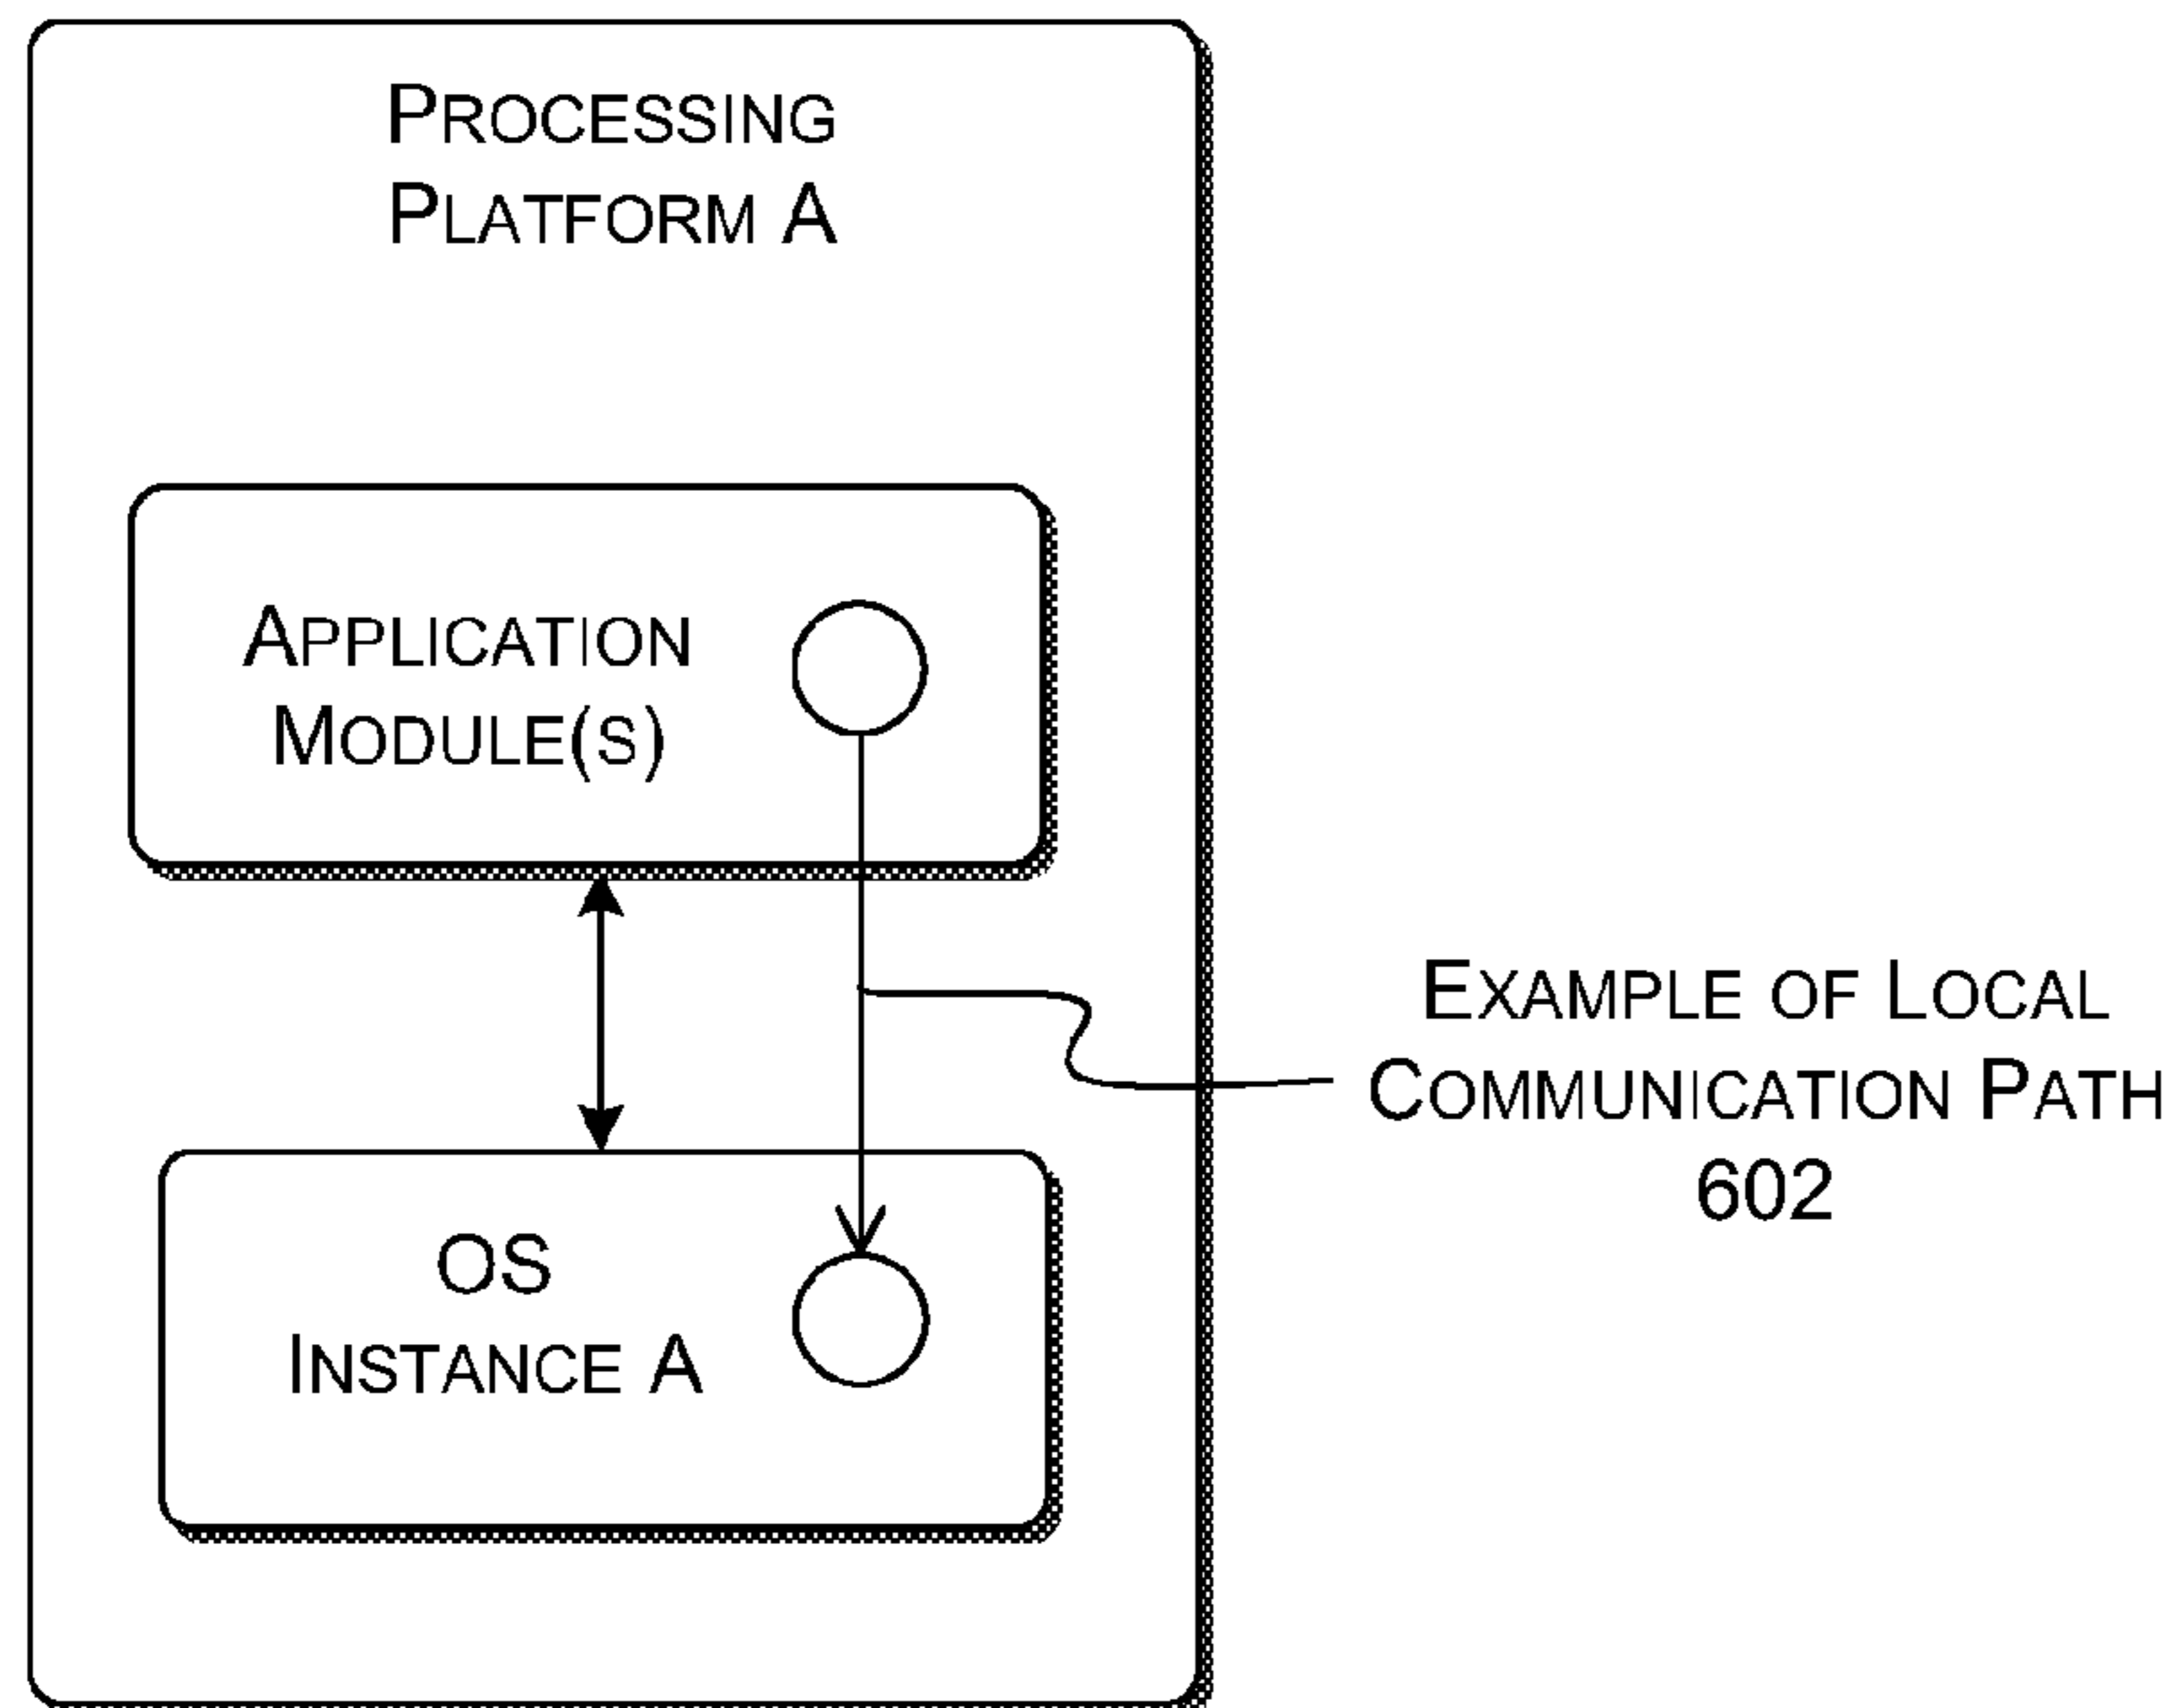 PROCESSING
PLATFORM A
APPLICATION
MODULE(S)
EXAMPLE OF LOCAL
COMMUNICATION PATH
602
OS
INSTANCE A